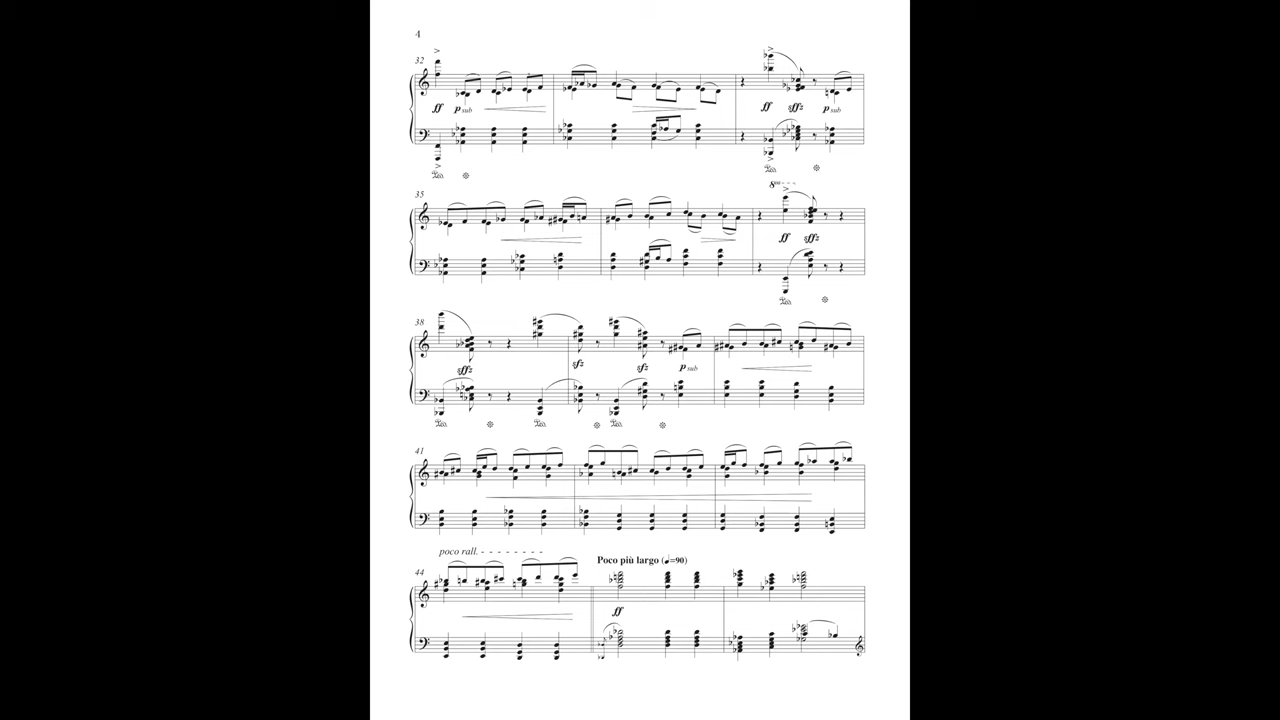 4
32
ff p sub
ff sffz p sub
35
8va
ff sffz
38
sffz sfz sfz p sub
41
poco rall.
Poco più largo (♩=90)
44
ff